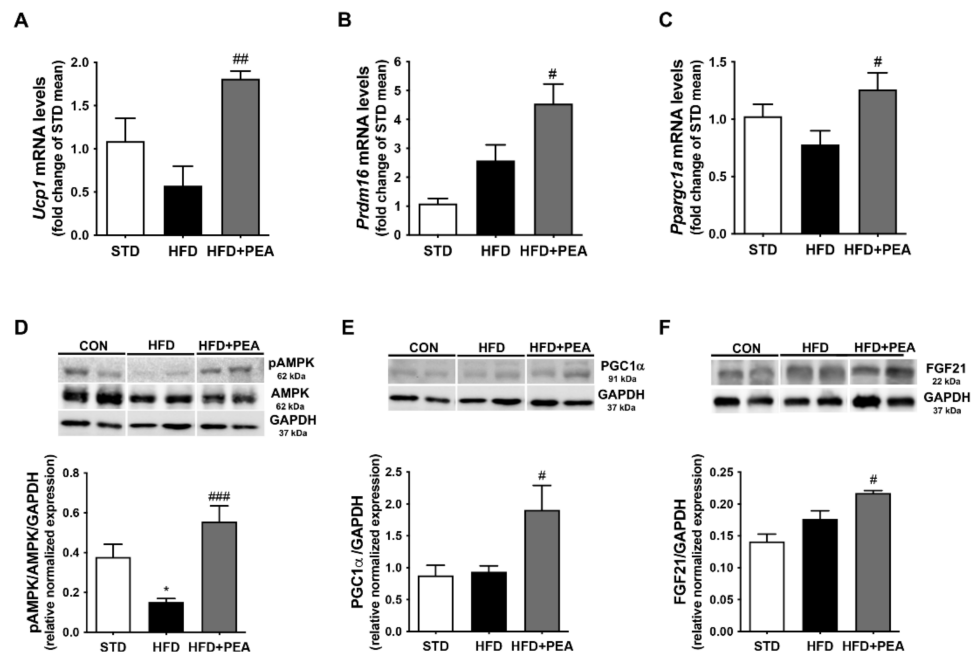 A
Ucp1 mRNA levels
(fold change of STD mean)
2.0
1.5
1.0
0.5
0.0
##
STD HFD HFD+PEA
B
Prdm16 mRNA levels
(fold change of STD mean)
6
5
4
2
1
0
#
STD HFD HFD+PEA
C
Ppargc1a mRNA levels
(fold change of STD mean)
1.5
1.0
0.5
0.0
#
STD HFD HFD+PEA
D
CON HFD HFD+PEA
pAMPK
62 kDa
AMPK
62 kDa
GAPDH
37 kDa
pAMPK/AMPK/GAPDH
(relative normalized expression)
0.8
0.6
0.4
0.2
0.0
*
###
STD HFD HFD+PEA
E
CON HFD HFD+PEA
PGC1α
91 kDa
GAPDH
37 kDa
PGC1α/GAPDH
(relative normalized expression)
2.5
2.0
1.5
1.0
0.5
0.0
#
STD HFD HFD+PEA
F
CON HFD HFD+PEA
FGF21
22 kDa
GAPDH
37 kDa
FGF21/GAPDH
(relative normalized expression)
0.25
0.20
0.15
0.10
0.05
0.00
#
STD HFD HFD+PEA